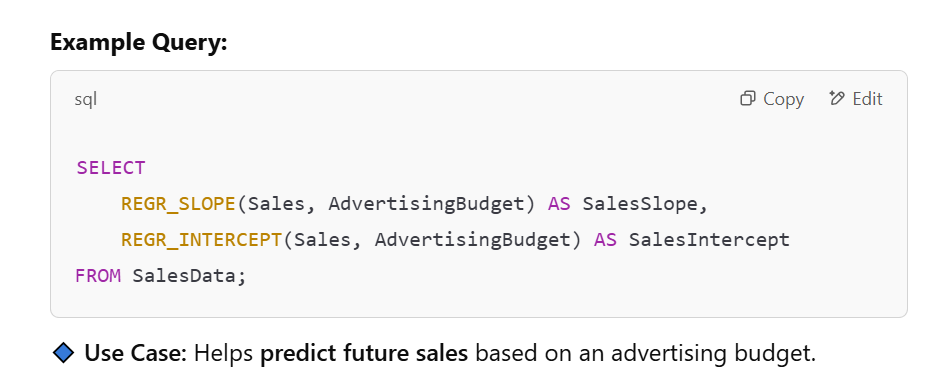 Example Query:
sql
Copy
Edit
SELECT
REGR_SLOPE(Sales, AdvertisingBudget) AS SalesSlope,
REGR_INTERCEPT(Sales, AdvertisingBudget) AS SalesIntercept
FROM SalesData;
Use Case: Helps predict future sales based on an advertising budget.